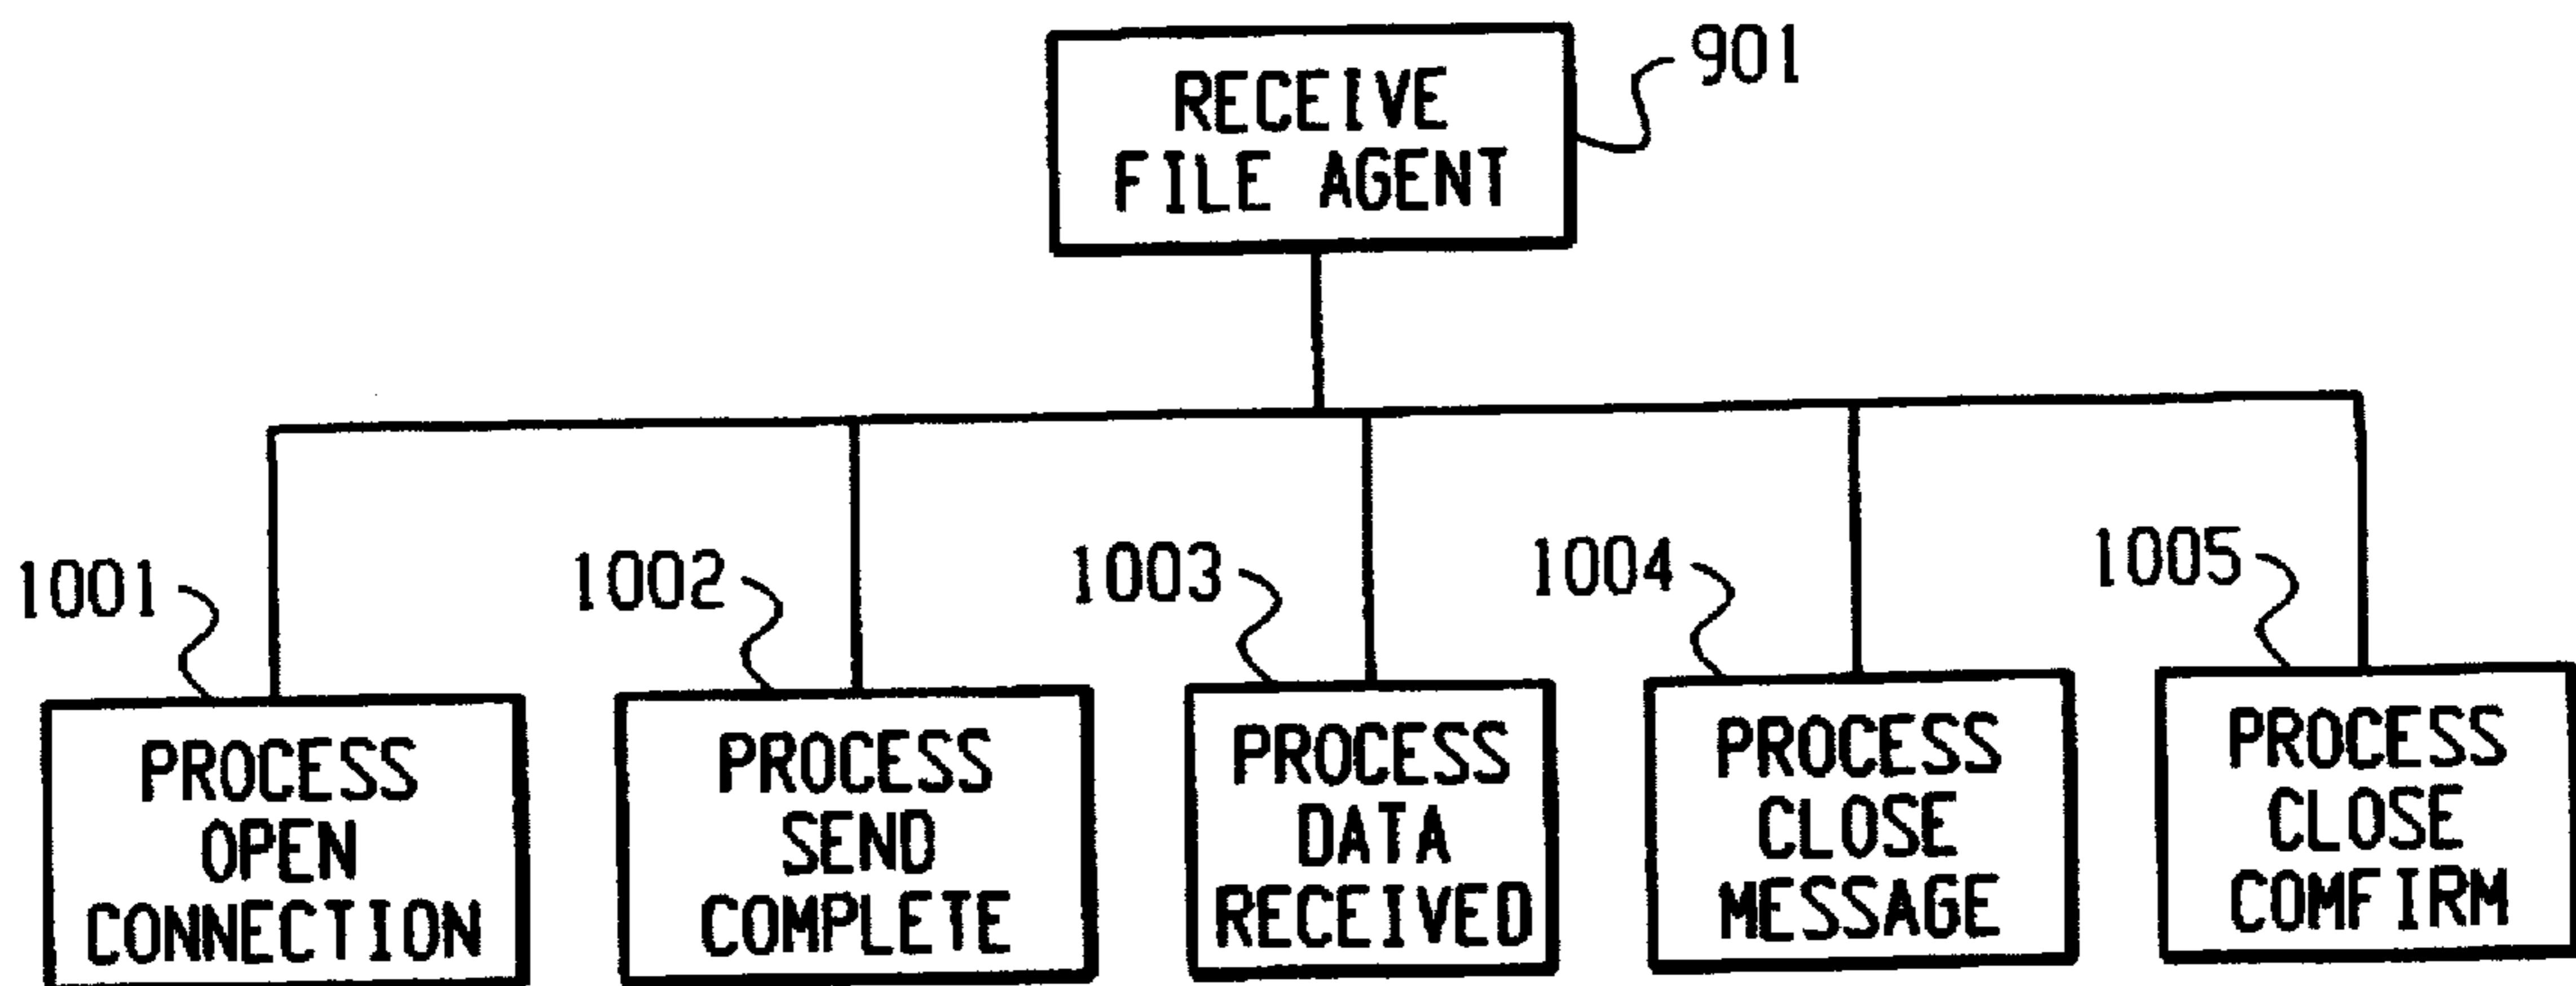 RECEIVE
FILE AGENT
901
1001
1002
1003
1004
1005
PROCESS
OPEN
CONNECTION
PROCESS
SEND
COMPLETE
PROCESS
DATA
RECEIVED
PROCESS
CLOSE
MESSAGE
PROCESS
CLOSE
COMFIRM